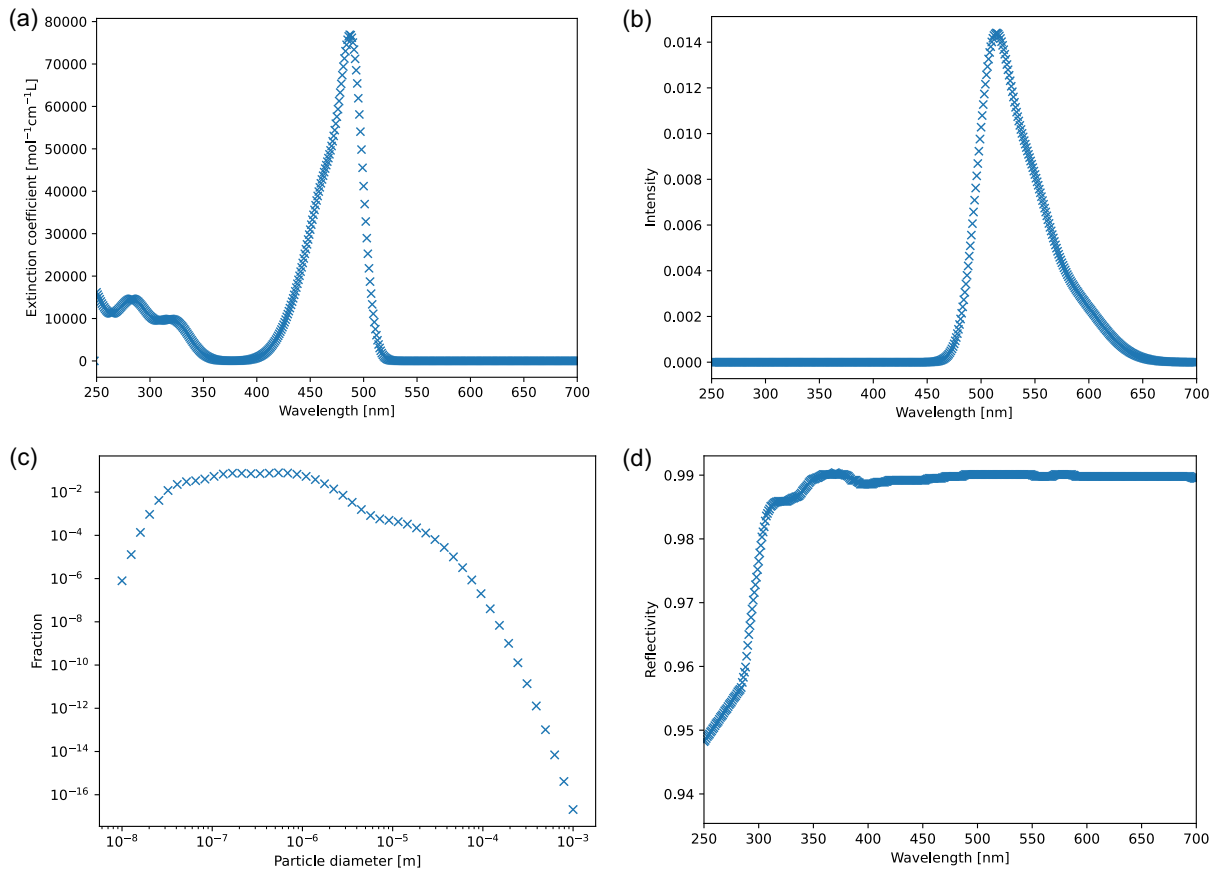 (a)
80000
70000
60000
50000
40000
30000
20000
10000
0
Extinction coefficient [mol⁻¹cm⁻¹L]
250 300 350 400 450 500 550 600 650 700
Wavelength [nm]
(b)
0.014
0.012
0.010
0.008
0.006
0.004
0.002
0.000
Intensity
250 300 350 400 450 500 550 600 650 700
Wavelength [nm]
(c)
10⁻²
10⁻⁴
10⁻⁶
10⁻⁸
10⁻¹⁰
10⁻¹²
10⁻¹⁴
10⁻¹⁶
Fraction
10⁻⁸ 10⁻⁷ 10⁻⁶ 10⁻⁵ 10⁻⁴ 10⁻³
Particle diameter [m]
(d)
0.99
0.98
0.97
0.96
0.95
0.94
Reflectivity
250 300 350 400 450 500 550 600 650 700
Wavelength [nm]